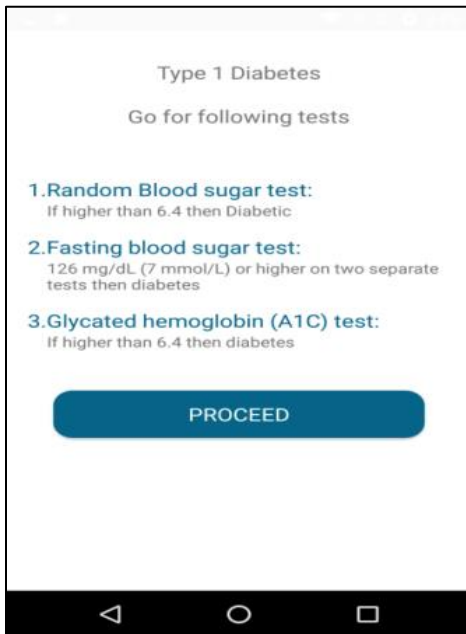 Type 1 Diabetes
Go for following tests
1.Random Blood sugar test:
If higher than 6.4 then Diabetic
2.Fasting blood sugar test:
126 mg/dL (7 mmol/L) or higher on two separate
tests then diabetes
3.Glycated hemoglobin (A1C) test:
If higher than 6.4 then diabetes
PROCEED